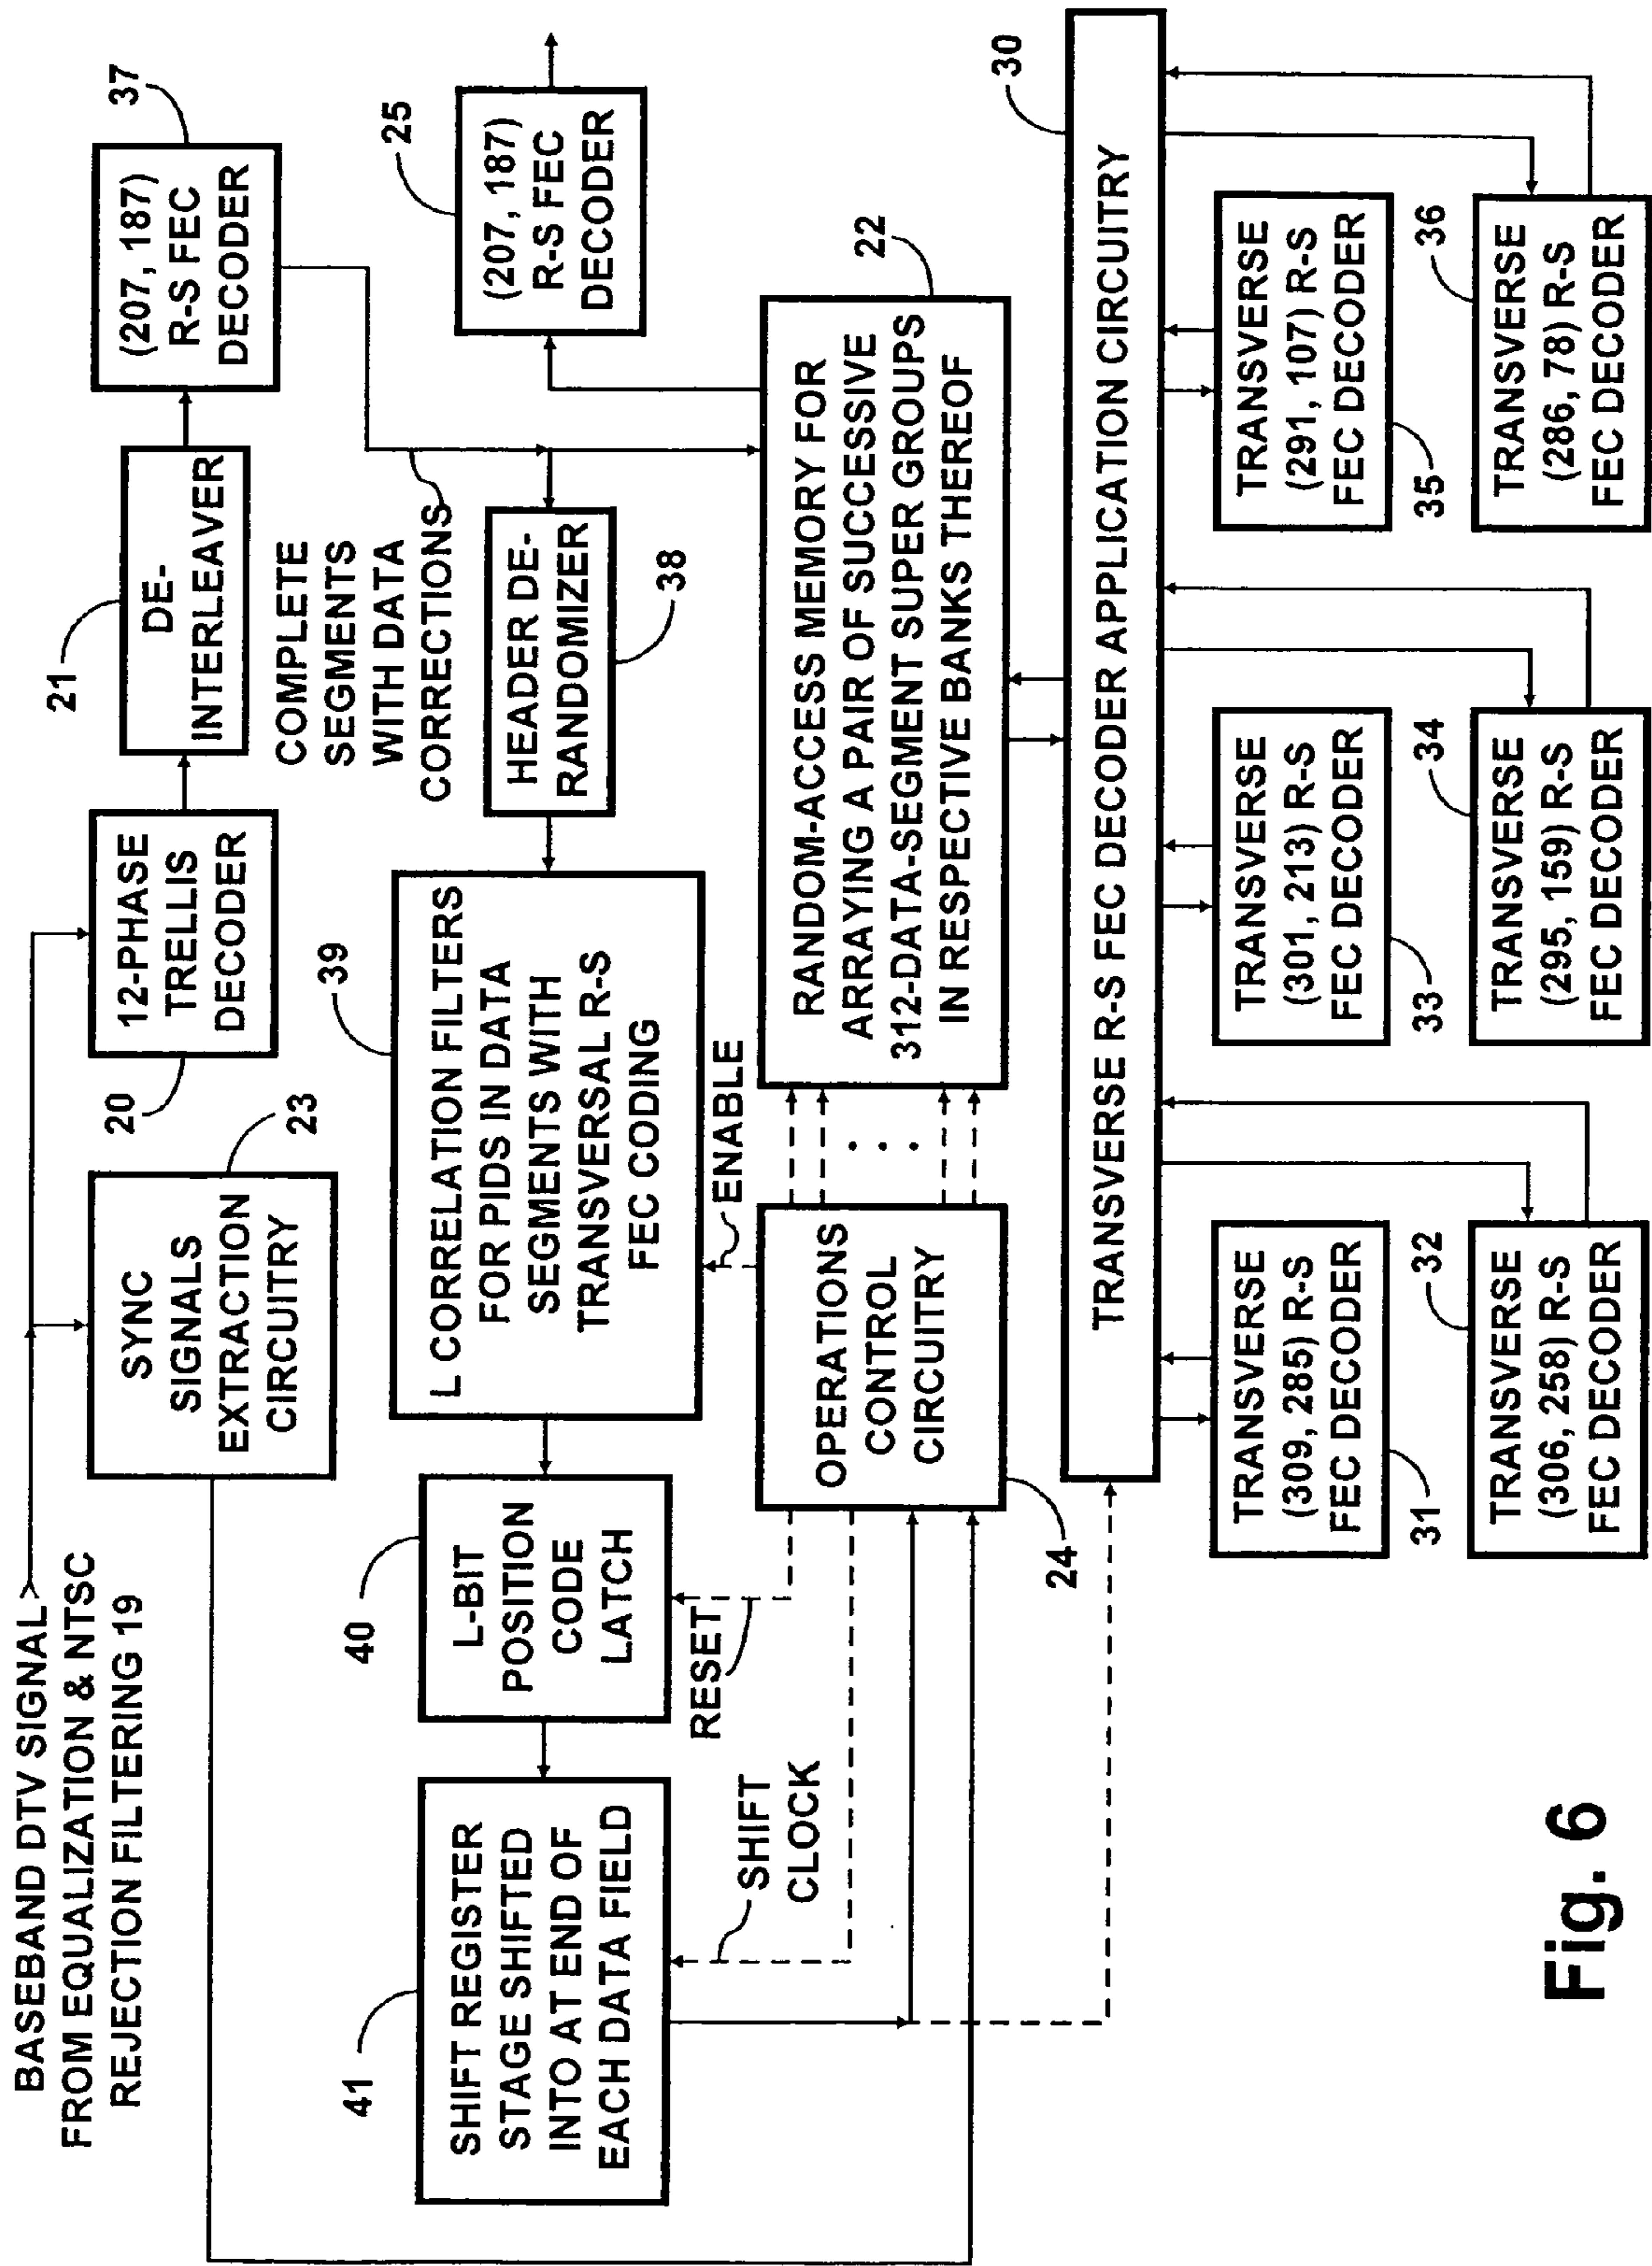 BASEBAND DTV SIGNAL
FROM EQUALIZATION & NTSC
REJECTION FILTERING 19
SYNC
SIGNALS
EXTRACTION
CIRCUITRY
23
12-PHASE
TRELLIS
DECODER
20
DE-
INTERLEAVER
21
(207, 187)
R-S FEC
DECODER
37
COMPLETE
SEGMENTS
WITH DATA
CORRECTIONS
41
SHIFT REGISTER
STAGE SHIFTED
INTO AT END OF
EACH DATA FIELD
40
L-BIT
POSITION
CODE
LATCH
39
L CORRELATION FILTERS
FOR PIDS IN DATA
SEGMENTS WITH
TRANSVERSAL R-S
FEC CODING
HEADER DE-
RANDOMIZER
38
25
(207, 187)
R-S FEC
DECODER
SHIFT
CLOCK
RESET
ENABLE
OPERATIONS
CONTROL
CIRCUITRY
24
RANDOM-ACCESS MEMORY FOR
ARRAYING A PAIR OF SUCCESSIVE
312-DATA-SEGMENT SUPER GROUPS
IN RESPECTIVE BANKS THEREOF
22
TRANSVERSE R-S FEC DECODER APPLICATION CIRCUITRY
30
TRANSVERSE
(309, 285) R-S
FEC DECODER
31
TRANSVERSE
(306, 258) R-S
FEC DECODER
32
TRANSVERSE
(301, 213) R-S
FEC DECODER
33
TRANSVERSE
(295, 159) R-S
FEC DECODER
34
TRANSVERSE
(291, 107) R-S
FEC DECODER
35
TRANSVERSE
(286, 78) R-S
FEC DECODER
36
Fig. 6